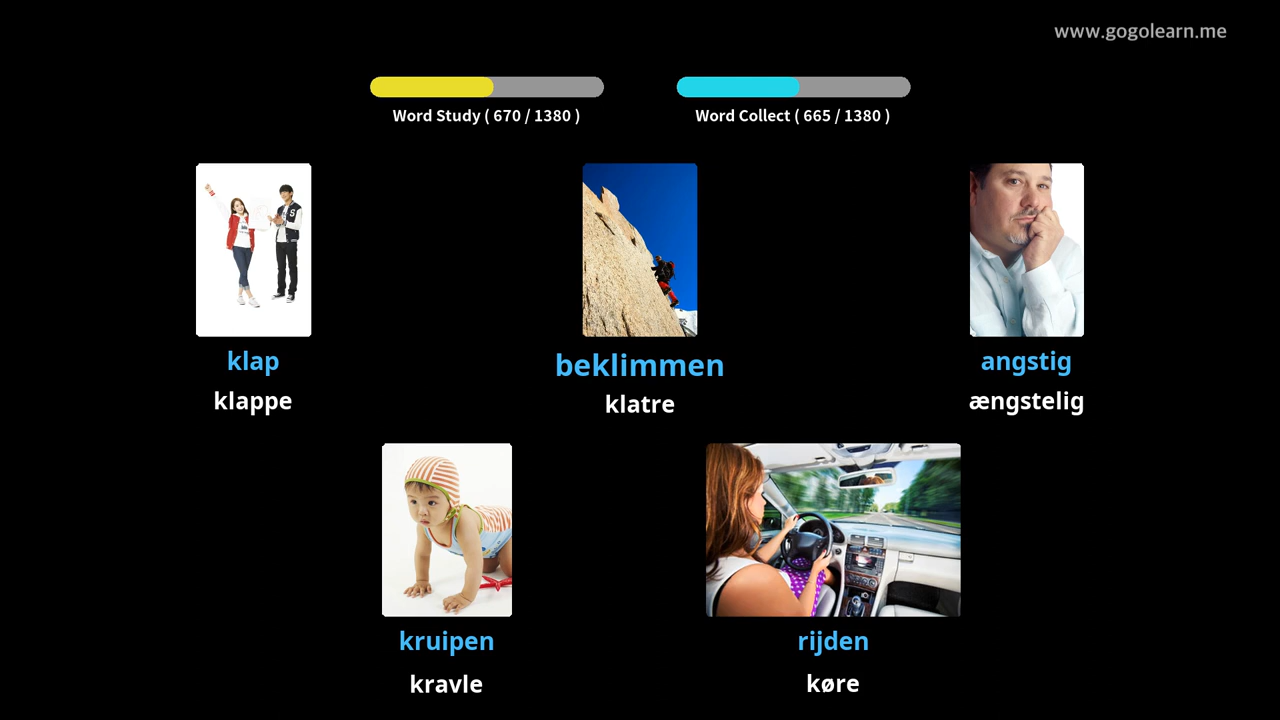 www.gogolearn.me
Word Study ( 670 / 1380 )
Word Collect ( 665 / 1380 )
klap
klappe
beklimmen
klatre
angstig
ængstelig
kruipen
kravle
rijden
køre